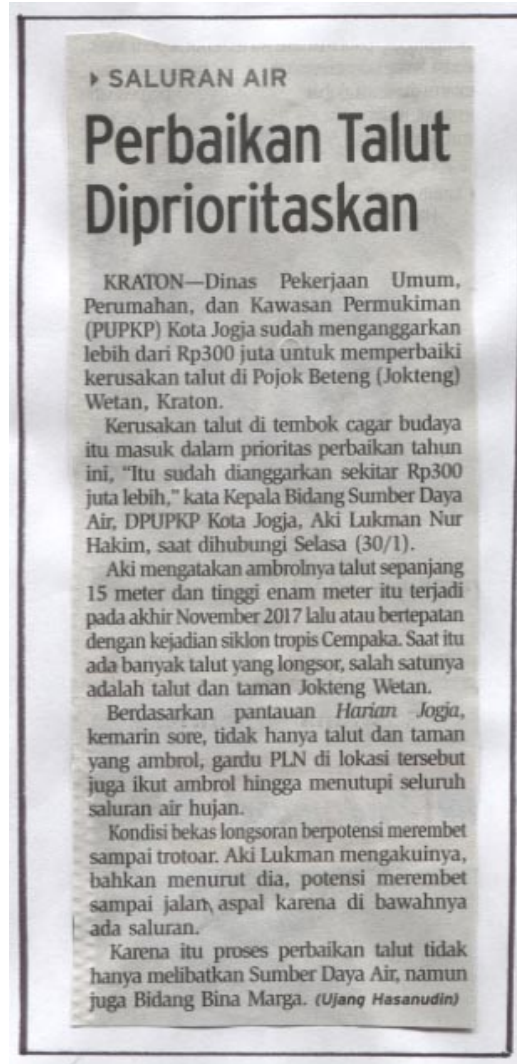 ▸ SALURAN AIR
Perbaikan Talut
Diprioritaskan
KRATON—Dinas Pekerjaan Umum,
Perumahan, dan Kawasan Permukiman
(PUPKP) Kota Jogja sudah menganggarkan
lebih dari Rp300 juta untuk memperbaiki
kerusakan talut di Pojok Beteng (Jokteng)
Wetan, Kraton.
Kerusakan talut di tembok cagar budaya
itu masuk dalam prioritas perbaikan tahun
ini, “Itu sudah dianggarkan sekitar Rp300
juta lebih,” kata Kepala Bidang Sumber Daya
Air, DPUPKP Kota Jogja, Aki Lukman Nur
Hakim, saat dihubungi Selasa (30/1).
Aki mengatakan ambrolnya talut sepanjang
15 meter dan tinggi enam meter itu terjadi
pada akhir November 2017 lalu atau bertepatan
dengan kejadian siklon tropis Cempaka. Saat itu
ada banyak talut yang longsor, salah satunya
adalah talut dan taman Jokteng Wetan.
Berdasarkan pantauan Harian Jogja,
kemarin sore, tidak hanya talut dan taman
yang ambrol, gardu PLN di lokasi tersebut
juga ikut ambrol hingga menutupi seluruh
saluran air hujan.
Kondisi bekas longsoran berpotensi merembet
sampai trotoar. Aki Lukman mengakuinya,
bahkan menurut dia, potensi merembet
sampai jalan, aspal karena di bawahnya
ada saluran.
Karena itu proses perbaikan talut tidak
hanya melibatkan Sumber Daya Air, namun
juga Bidang Bina Marga. (Ujang Hasanudin)